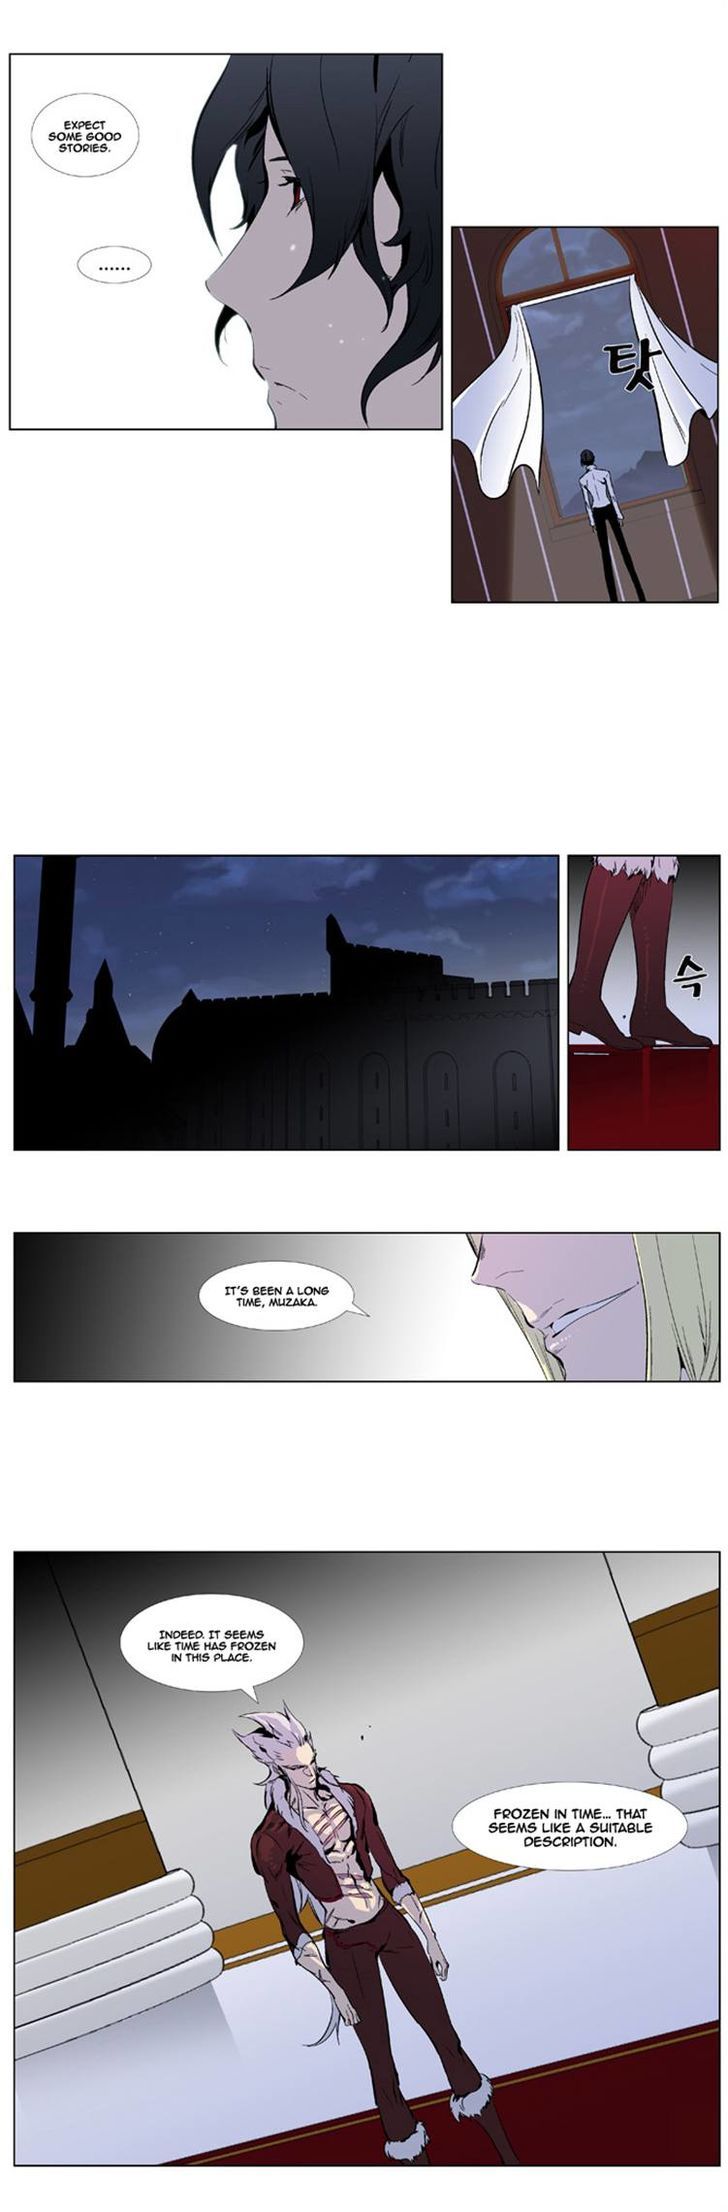 EXPECT
SOME GOOD
STORIES.
......
탓
슥
IT'S BEEN A LONG
TIME, MUZAKA.
INDEED. IT SEEMS
LIKE TIME HAS FROZEN
IN THIS PLACE.
FROZEN IN TIME... THAT
SEEMS LIKE A SUITABLE
DESCRIPTION.